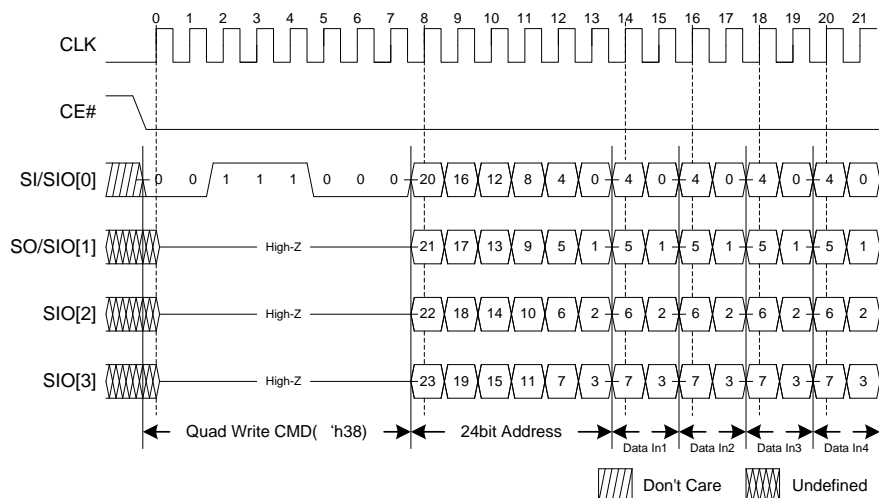 0 1 2 3 4 5 6 7 8 9 10 11 12 13 14 15 16 17 18 19 20 21
CLK
CE#
SI/SIO[0] 0 0 1 1 1 0 0 0 20 16 12 8 4 0 4 0 4 0 4 0 4 0
SO/SIO[1] High-Z 21 17 13 9 5 1 5 1 5 1 5 1 5 1
SIO[2] High-Z 22 18 14 10 6 2 6 2 6 2 6 2 6 2
SIO[3] High-Z 23 19 15 11 7 3 7 3 7 3 7 3 7 3
Quad Write CMD( ‘h38) 24bit Address Data In1 Data In2 Data In3 Data In4
Don't Care Undefined